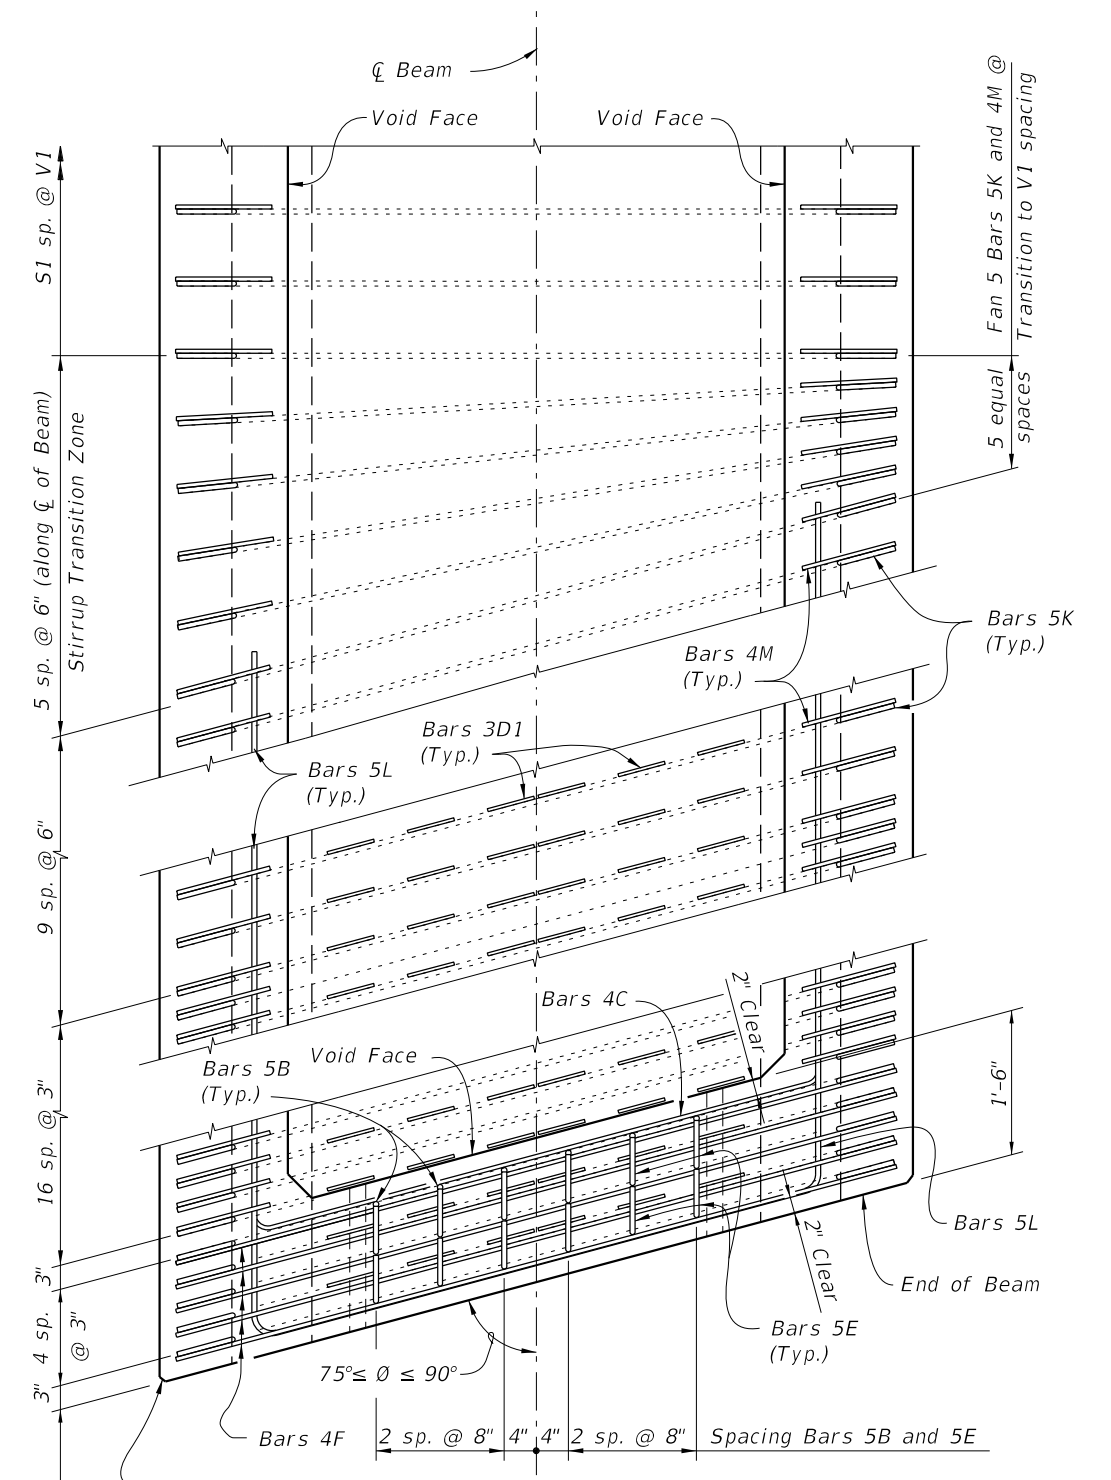 ℄ Beam
Void Face
Void Face
S1 sp. @ V1
Fan 5 Bars 5K and 4M @
Transition to V1 spacing
5 equal
spaces
5 sp. @ 6" (along ℄ of Beam)
Stirrup Transition Zone
Bars 5K
(Typ.)
Bars 4M
(Typ.)
Bars 3D1
(Typ.)
Bars 5L
(Typ.)
9 sp. @ 6"
Bars 4C
2" Clear
Void Face
Bars 5B
(Typ.)
1'-6"
16 sp. @ 3"
Bars 5L
2" Clear
End of Beam
3"
Bars 5E
(Typ.)
4 sp.
@ 3"
75°≤ Ø ≤ 90°
3"
Bars 4F
2 sp. @ 8"
4"
4"
2 sp. @ 8"
Spacing Bars 5B and 5E